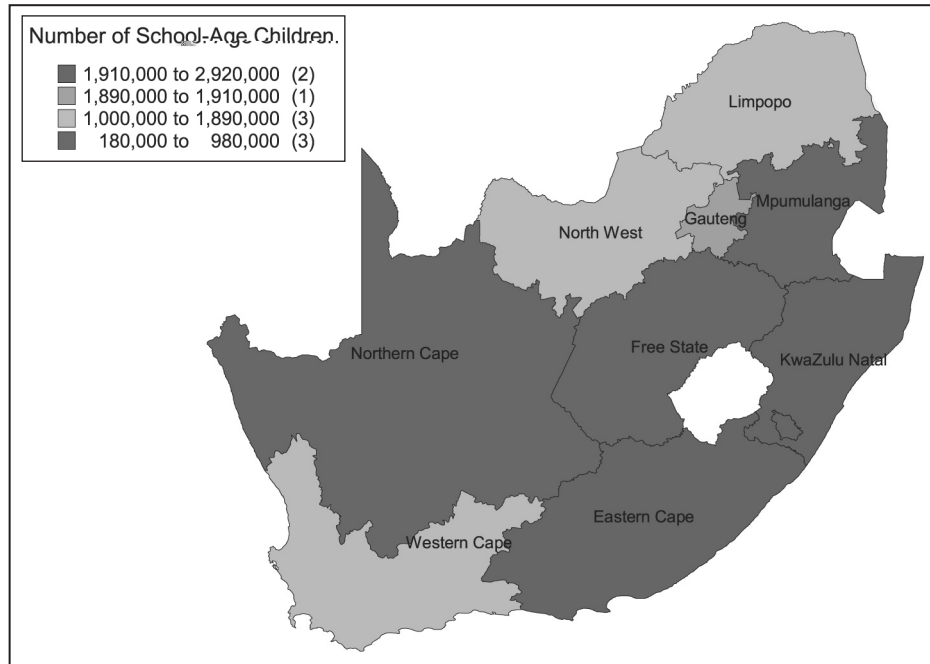 Number of School-Age Children.
1,910,000 to 2,920,000 (2)
1,890,000 to 1,910,000 (1)
1,000,000 to 1,890,000 (3)
180,000 to 980,000 (3)
Limpopo
Mpumulanga
Gauteng
North West
Free State
Northern Cape
KwaZulu Natal
Eastern Cape
Western Cape